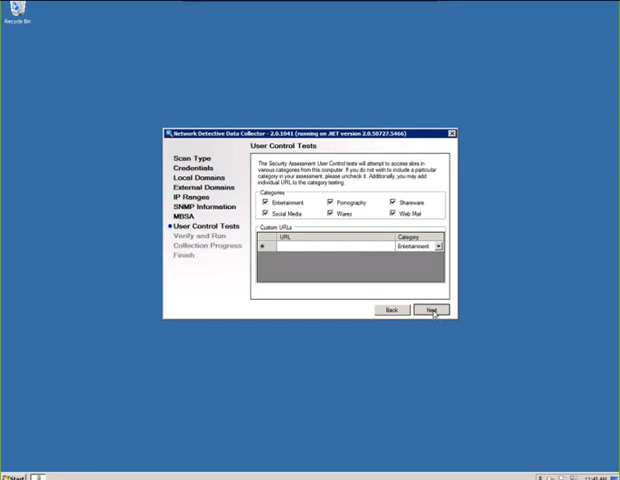 Recycle Bin
Network Detective Data Collector - 2.0.1041 (running on .NET version 2.0.50727.5466)
User Control Tests
Scan Type
Credentials
Local Domains
External Domains
IP Ranges
SNMP Information
MBSA
User Control Tests
Verify and Run
Collection Progress
Finish
The Security Assessment User Control tests will attempt to access sites in
various categories from this computer. If you do not wish to include a particular
category in your assessment, please uncheck it. Additionally, you may add
individual URL to the category testing.
Categories
Entertainment Pornography Shareware
Social Media Warez Web Mail
Custom URLs
URL Category
Entertainment
Back Next
Start 11:45 AM